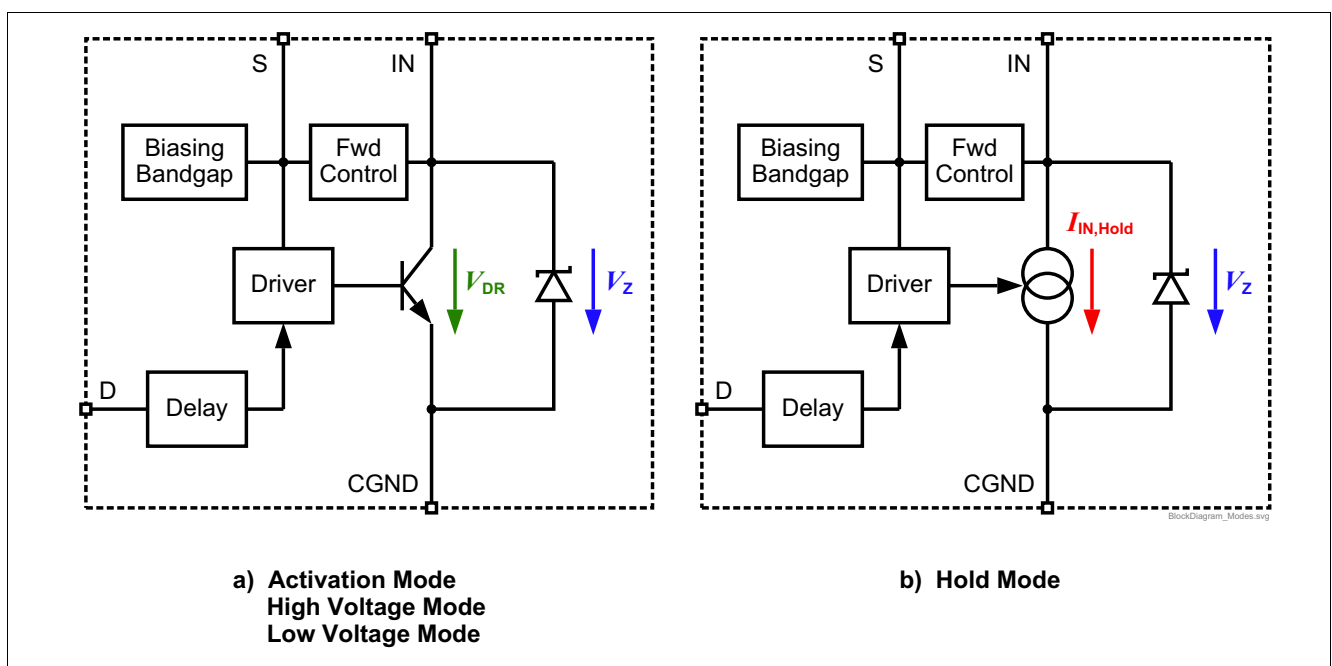 S
IN
Biasing
Bandgap
Fwd
Control
Driver
V_DR
V_Z
D
Delay
CGND
S
IN
Biasing
Bandgap
Fwd
Control
I_IN,Hold
Driver
V_Z
D
Delay
CGND
BlockDiagram_Modes.svg
a) Activation Mode
High Voltage Mode
Low Voltage Mode
b) Hold Mode